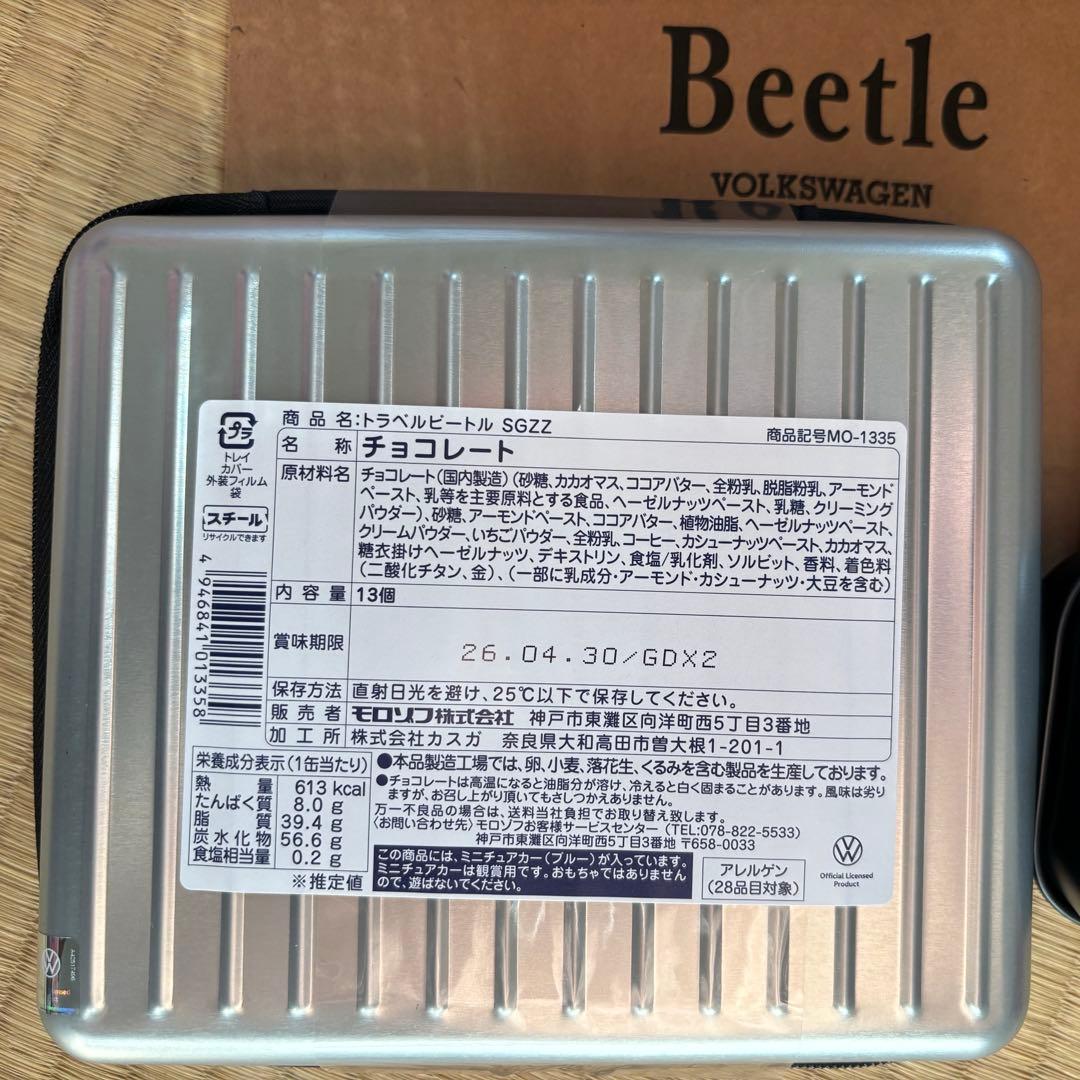 Beetle
VOLKSWAGEN
プラ
トレイ
カバー
外装フィルム
袋
スチール
リサイクルできます
4 946841 013358
商品名:トラベルビートル SGZZ
商品記号MO-1335
名称 チョコレート
原材料名 チョコレート(国内製造)(砂糖、カカオマス、ココアバター、全粉乳、脱脂粉乳、アーモンド
ペースト、乳等を主要原料とする食品、ヘーゼルナッツペースト、乳糖、クリーミング
パウダー)、砂糖、アーモンドペースト、ココアバター、植物油脂、ヘーゼルナッツペースト、
クリームパウダー、いちごパウダー、全粉乳、コーヒー、カシューナッツペースト、カカオマス、
糖衣掛けヘーゼルナッツ、デキストリン、食塩/乳化剤、ソルビット、香料、着色料
(二酸化チタン、金)、(一部に乳成分・アーモンド・カシューナッツ・大豆を含む)
内容量 13個
賞味期限 26.04.30/GDX2
保存方法 直射日光を避け、25℃以下で保存してください。
販売者 モロゾフ株式会社 神戸市東灘区向洋町西5丁目3番地
加工所 株式会社カスガ 奈良県大和高田市曽大根1-201-1
栄養成分表示(1缶当たり)
熱量 613 kcal
たんぱく質 8.0 g
脂質 39.4 g
炭水化物 56.6 g
食塩相当量 0.2 g
※推定値
●本品製造工場では、卵、小麦、落花生、くるみを含む製品を生産しております。
●チョコレートは高温になると油脂分が溶け、冷えると白く固まることがあります。風味は劣り
ますが、お召し上がり頂いてもさしつかえありません。
万一不良品の場合は、送料当社負担でお取り替え致します。
〈お問い合わせ先〉モロゾフお客様サービスセンター (TEL:078-822-5533)
神戸市東灘区向洋町西5丁目3番地 〒658-0033
この商品には、ミニチュアカー(ブルー)が入っています。
ミニチュアカーは観賞用です。おもちゃではありません
ので、遊ばないでください。
アレルゲン
(28品目対象)
Official Licensed
Product